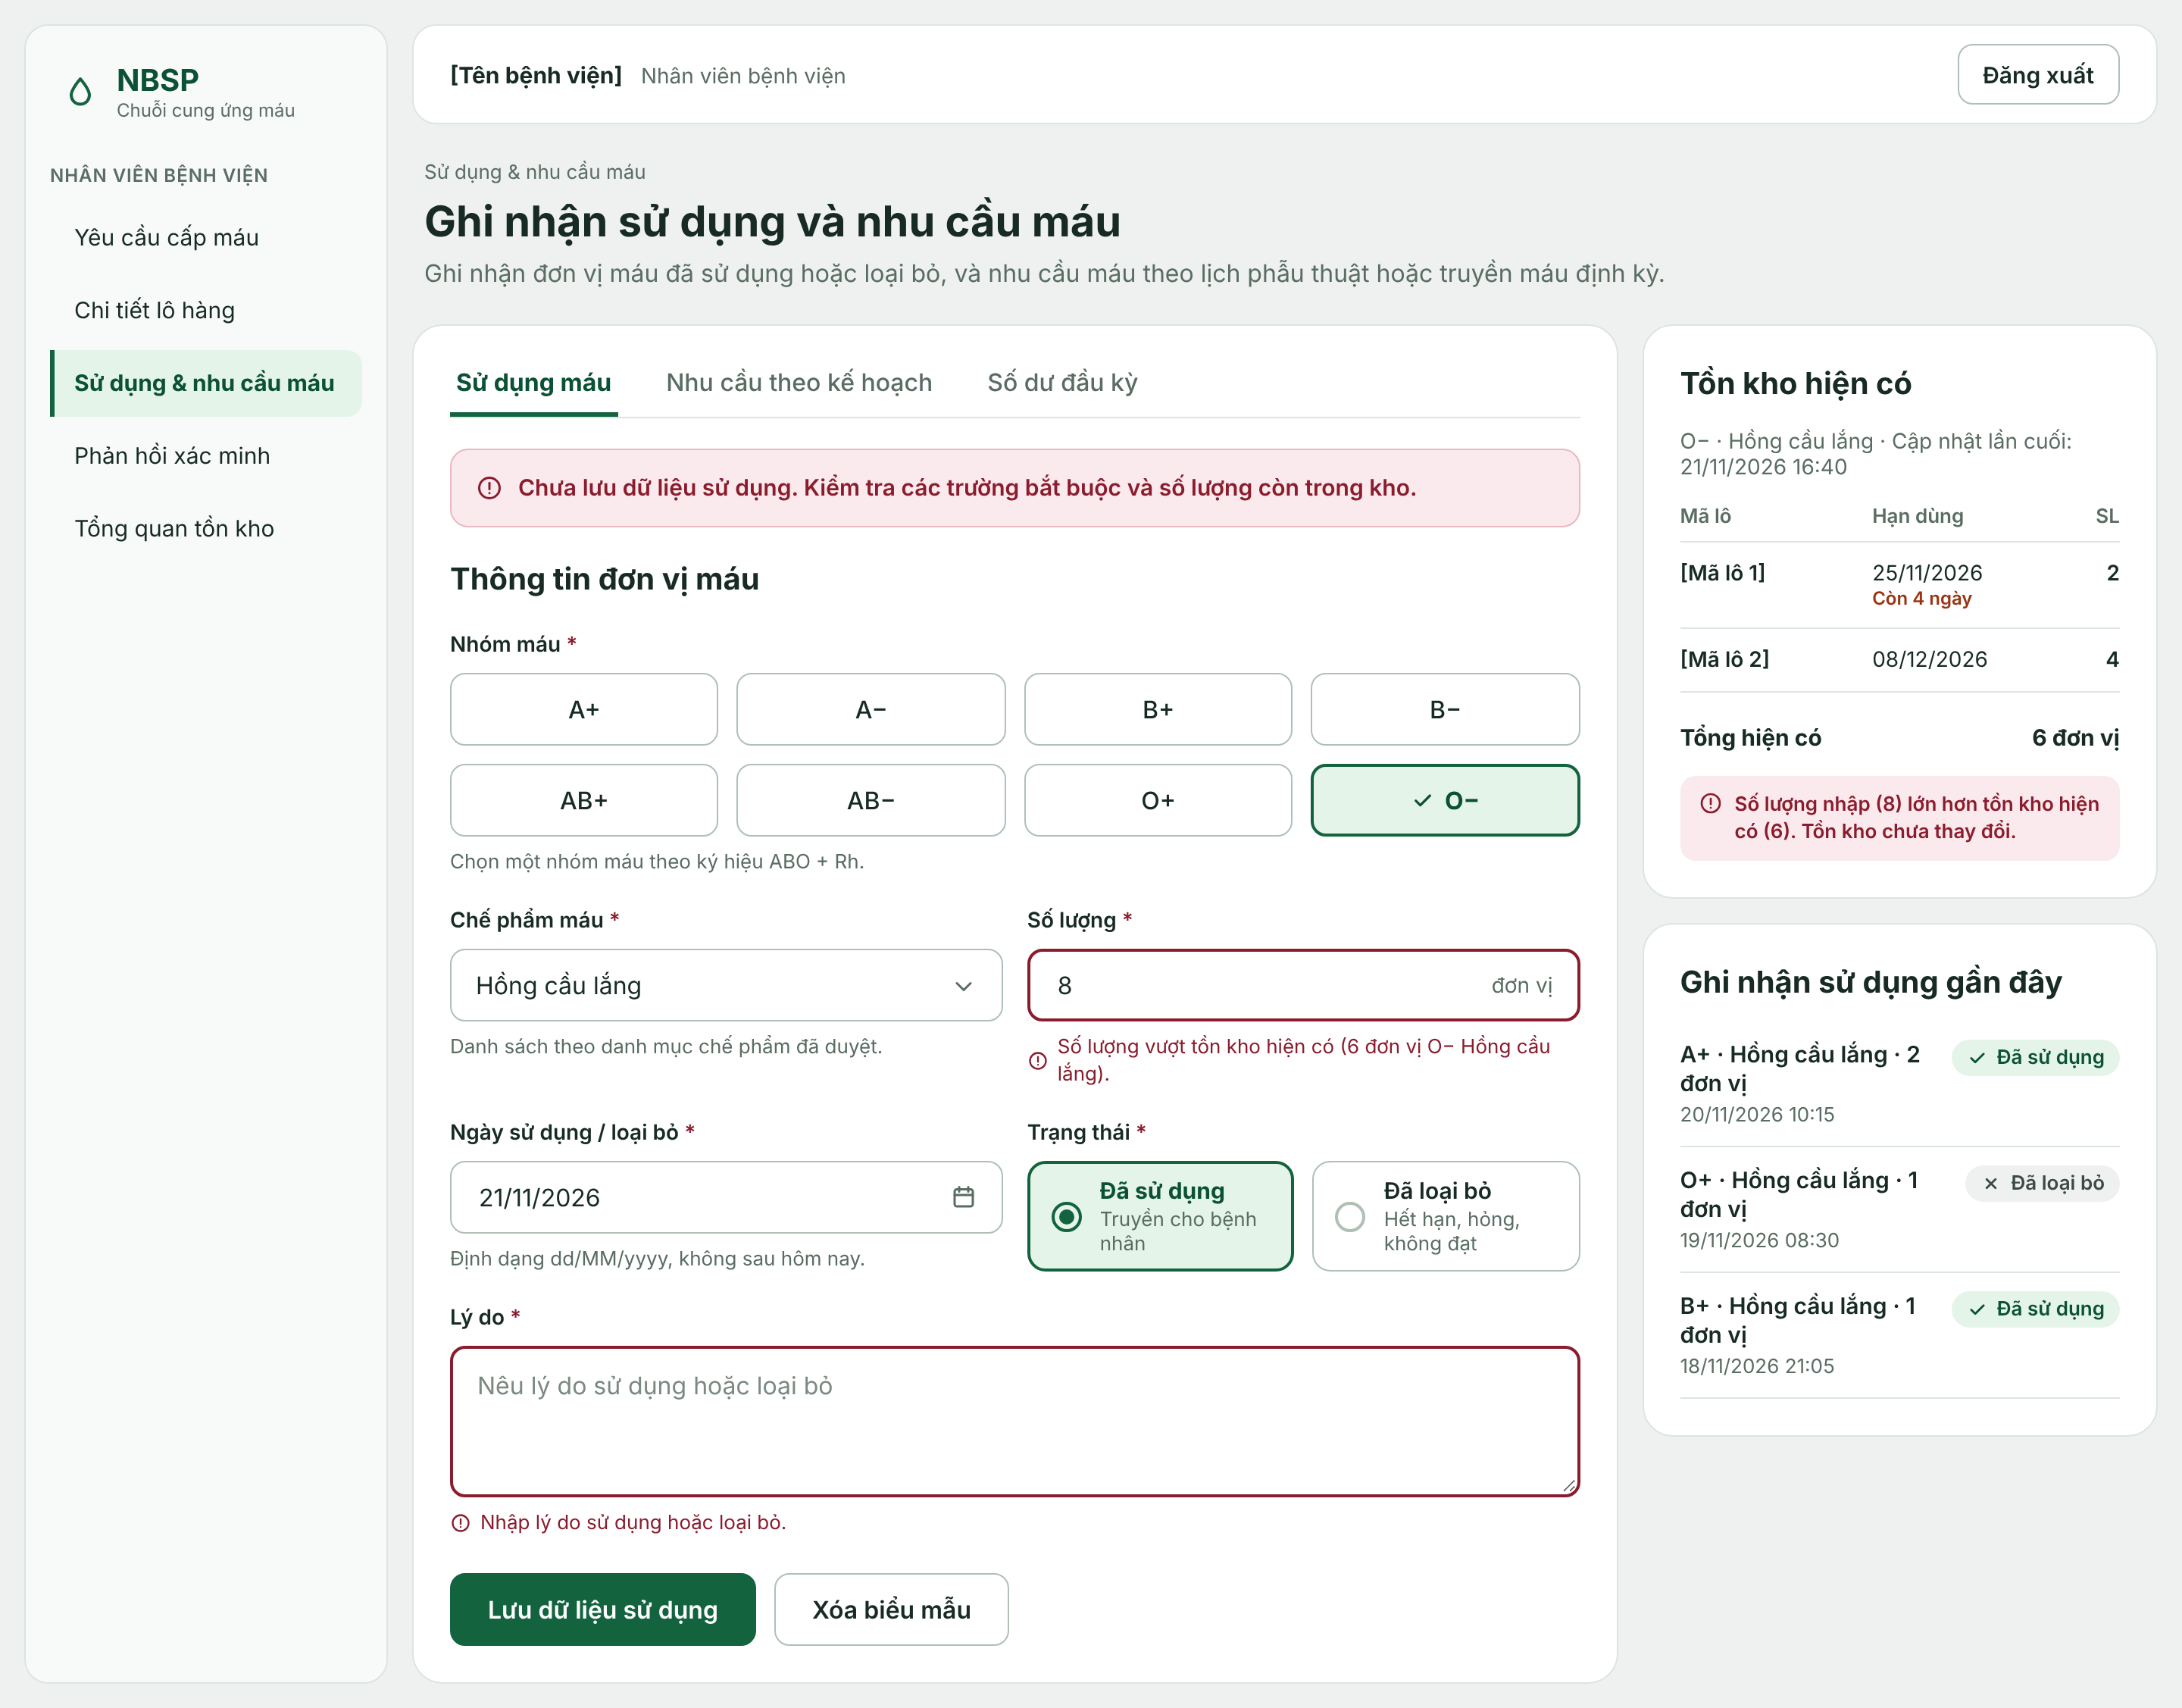 NBSP
Chuỗi cung ứng máu
NHÂN VIÊN BỆNH VIỆN
Yêu cầu cấp máu
Chi tiết lô hàng
Sử dụng & nhu cầu máu
Phản hồi xác minh
Tổng quan tồn kho
[Tên bệnh viện] Nhân viên bệnh viện
Đăng xuất
Sử dụng & nhu cầu máu
Ghi nhận sử dụng và nhu cầu máu
Ghi nhận đơn vị máu đã sử dụng hoặc loại bỏ, và nhu cầu máu theo lịch phẫu thuật hoặc truyền máu định kỳ.
Sử dụng máu Nhu cầu theo kế hoạch Số dư đầu kỳ
Chưa lưu dữ liệu sử dụng. Kiểm tra các trường bắt buộc và số lượng còn trong kho.
Thông tin đơn vị máu
Nhóm máu *
A+ A− B+ B−
AB+ AB− O+ O−
Chọn một nhóm máu theo ký hiệu ABO + Rh.
Chế phẩm máu *
Hồng cầu lắng
Danh sách theo danh mục chế phẩm đã duyệt.
Số lượng *
8 đơn vị
Số lượng vượt tồn kho hiện có (6 đơn vị O− Hồng cầu
lắng).
Ngày sử dụng / loại bỏ *
21/11/2026
Định dạng dd/MM/yyyy, không sau hôm nay.
Trạng thái *
Đã sử dụng
Truyền cho bệnh
nhân
Đã loại bỏ
Hết hạn, hỏng,
không đạt
Lý do *
Nêu lý do sử dụng hoặc loại bỏ
Nhập lý do sử dụng hoặc loại bỏ.
Lưu dữ liệu sử dụng Xóa biểu mẫu
Tồn kho hiện có
O− · Hồng cầu lắng · Cập nhật lần cuối:
21/11/2026 16:40
Mã lô Hạn dùng SL
[Mã lô 1] 25/11/2026 2
Còn 4 ngày
[Mã lô 2] 08/12/2026 4
Tổng hiện có 6 đơn vị
Số lượng nhập (8) lớn hơn tồn kho hiện
có (6). Tồn kho chưa thay đổi.
Ghi nhận sử dụng gần đây
A+ · Hồng cầu lắng · 2
đơn vị
Đã sử dụng
20/11/2026 10:15
O+ · Hồng cầu lắng · 1
đơn vị
Đã loại bỏ
19/11/2026 08:30
B+ · Hồng cầu lắng · 1
đơn vị
Đã sử dụng
18/11/2026 21:05